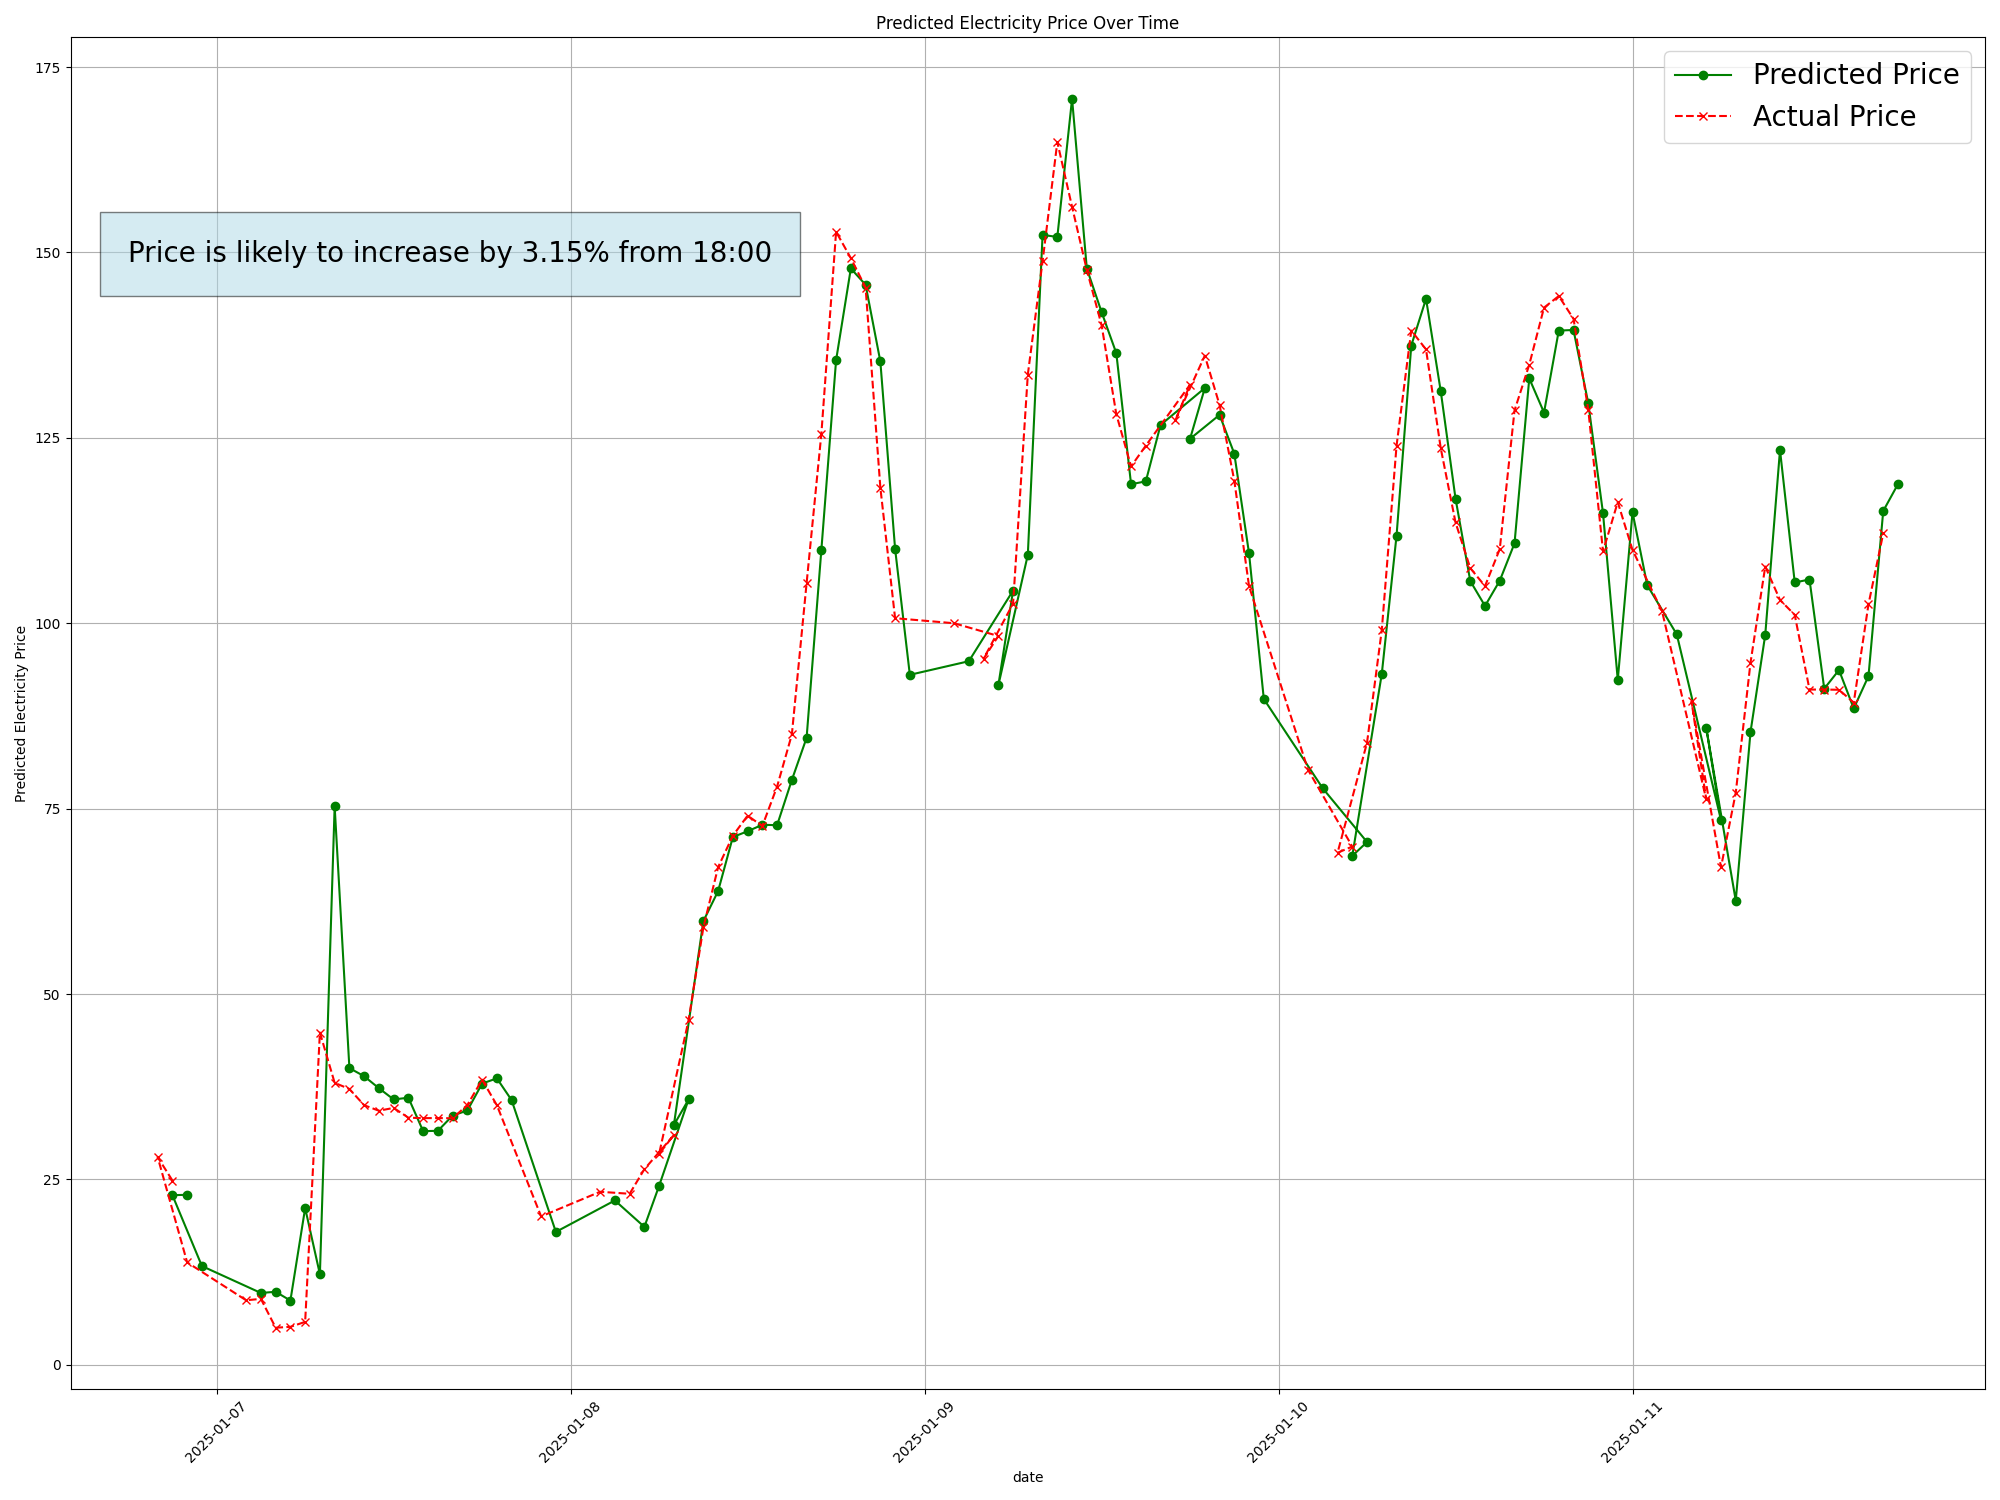 Predicted Electricity Price Over Time
Predicted Price
Actual Price
Price is likely to increase by 3.15% from 18:00
Predicted Electricity Price
175
150
125
100
75
50
25
0
2025-01-07
2025-01-08
2025-01-09
2025-01-10
2025-01-11
date